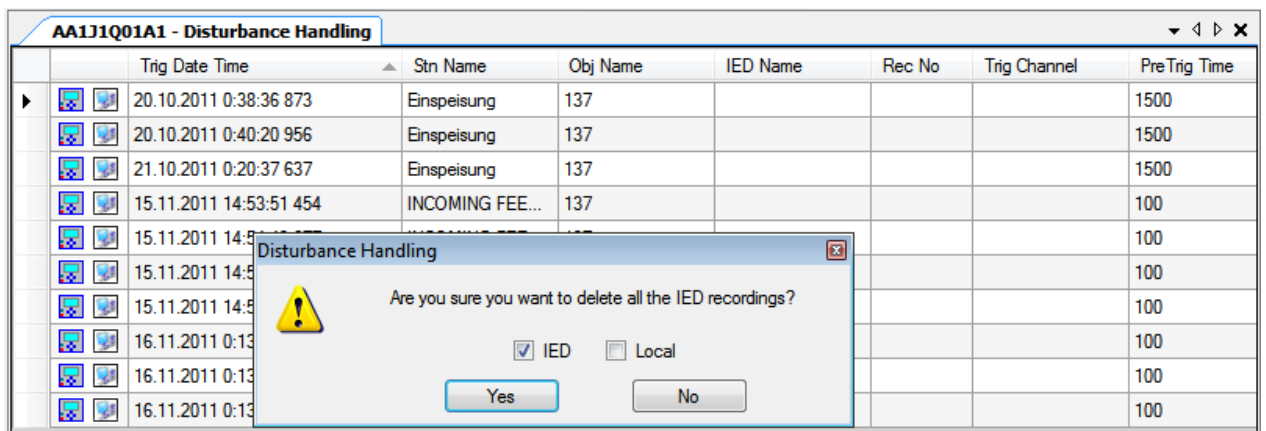 AA1J1Q01A1 - Disturbance Handling
Trig Date Time Stn Name Obj Name IED Name Rec No Trig Channel PreTrig Time
20.10.2011 0:38:36 873 Einspeisung 137 1500
20.10.2011 0:40:20 956 Einspeisung 137 1500
21.10.2011 0:20:37 637 Einspeisung 137 1500
15.11.2011 14:53:51 454 INCOMING FEE... 137 100
15.11.2011 14:5 100
15.11.2011 14:5 100
15.11.2011 14:5 100
16.11.2011 0:13 100
16.11.2011 0:13 100
16.11.2011 0:13 100
Disturbance Handling
Are you sure you want to delete all the IED recordings?
IED Local
Yes No